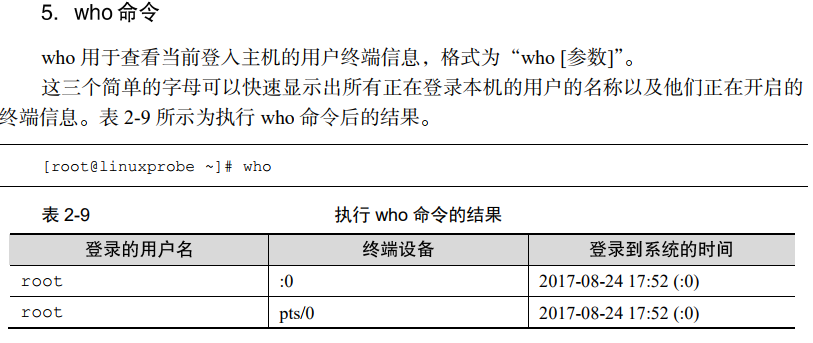 5. who 命令
who 用于查看当前登入主机的用户终端信息，格式为“who [参数]”。
这三个简单的字母可以快速显示出所有正在登录本机的用户的名称以及他们正在开启的
终端信息。表 2-9 所示为执行 who 命令后的结果。
[root@linuxprobe ~]# who
表 2-9 执行 who 命令的结果
登录的用户名 终端设备 登录到系统的时间
root :0 2017-08-24 17:52 (:0)
root pts/0 2017-08-24 17:52 (:0)